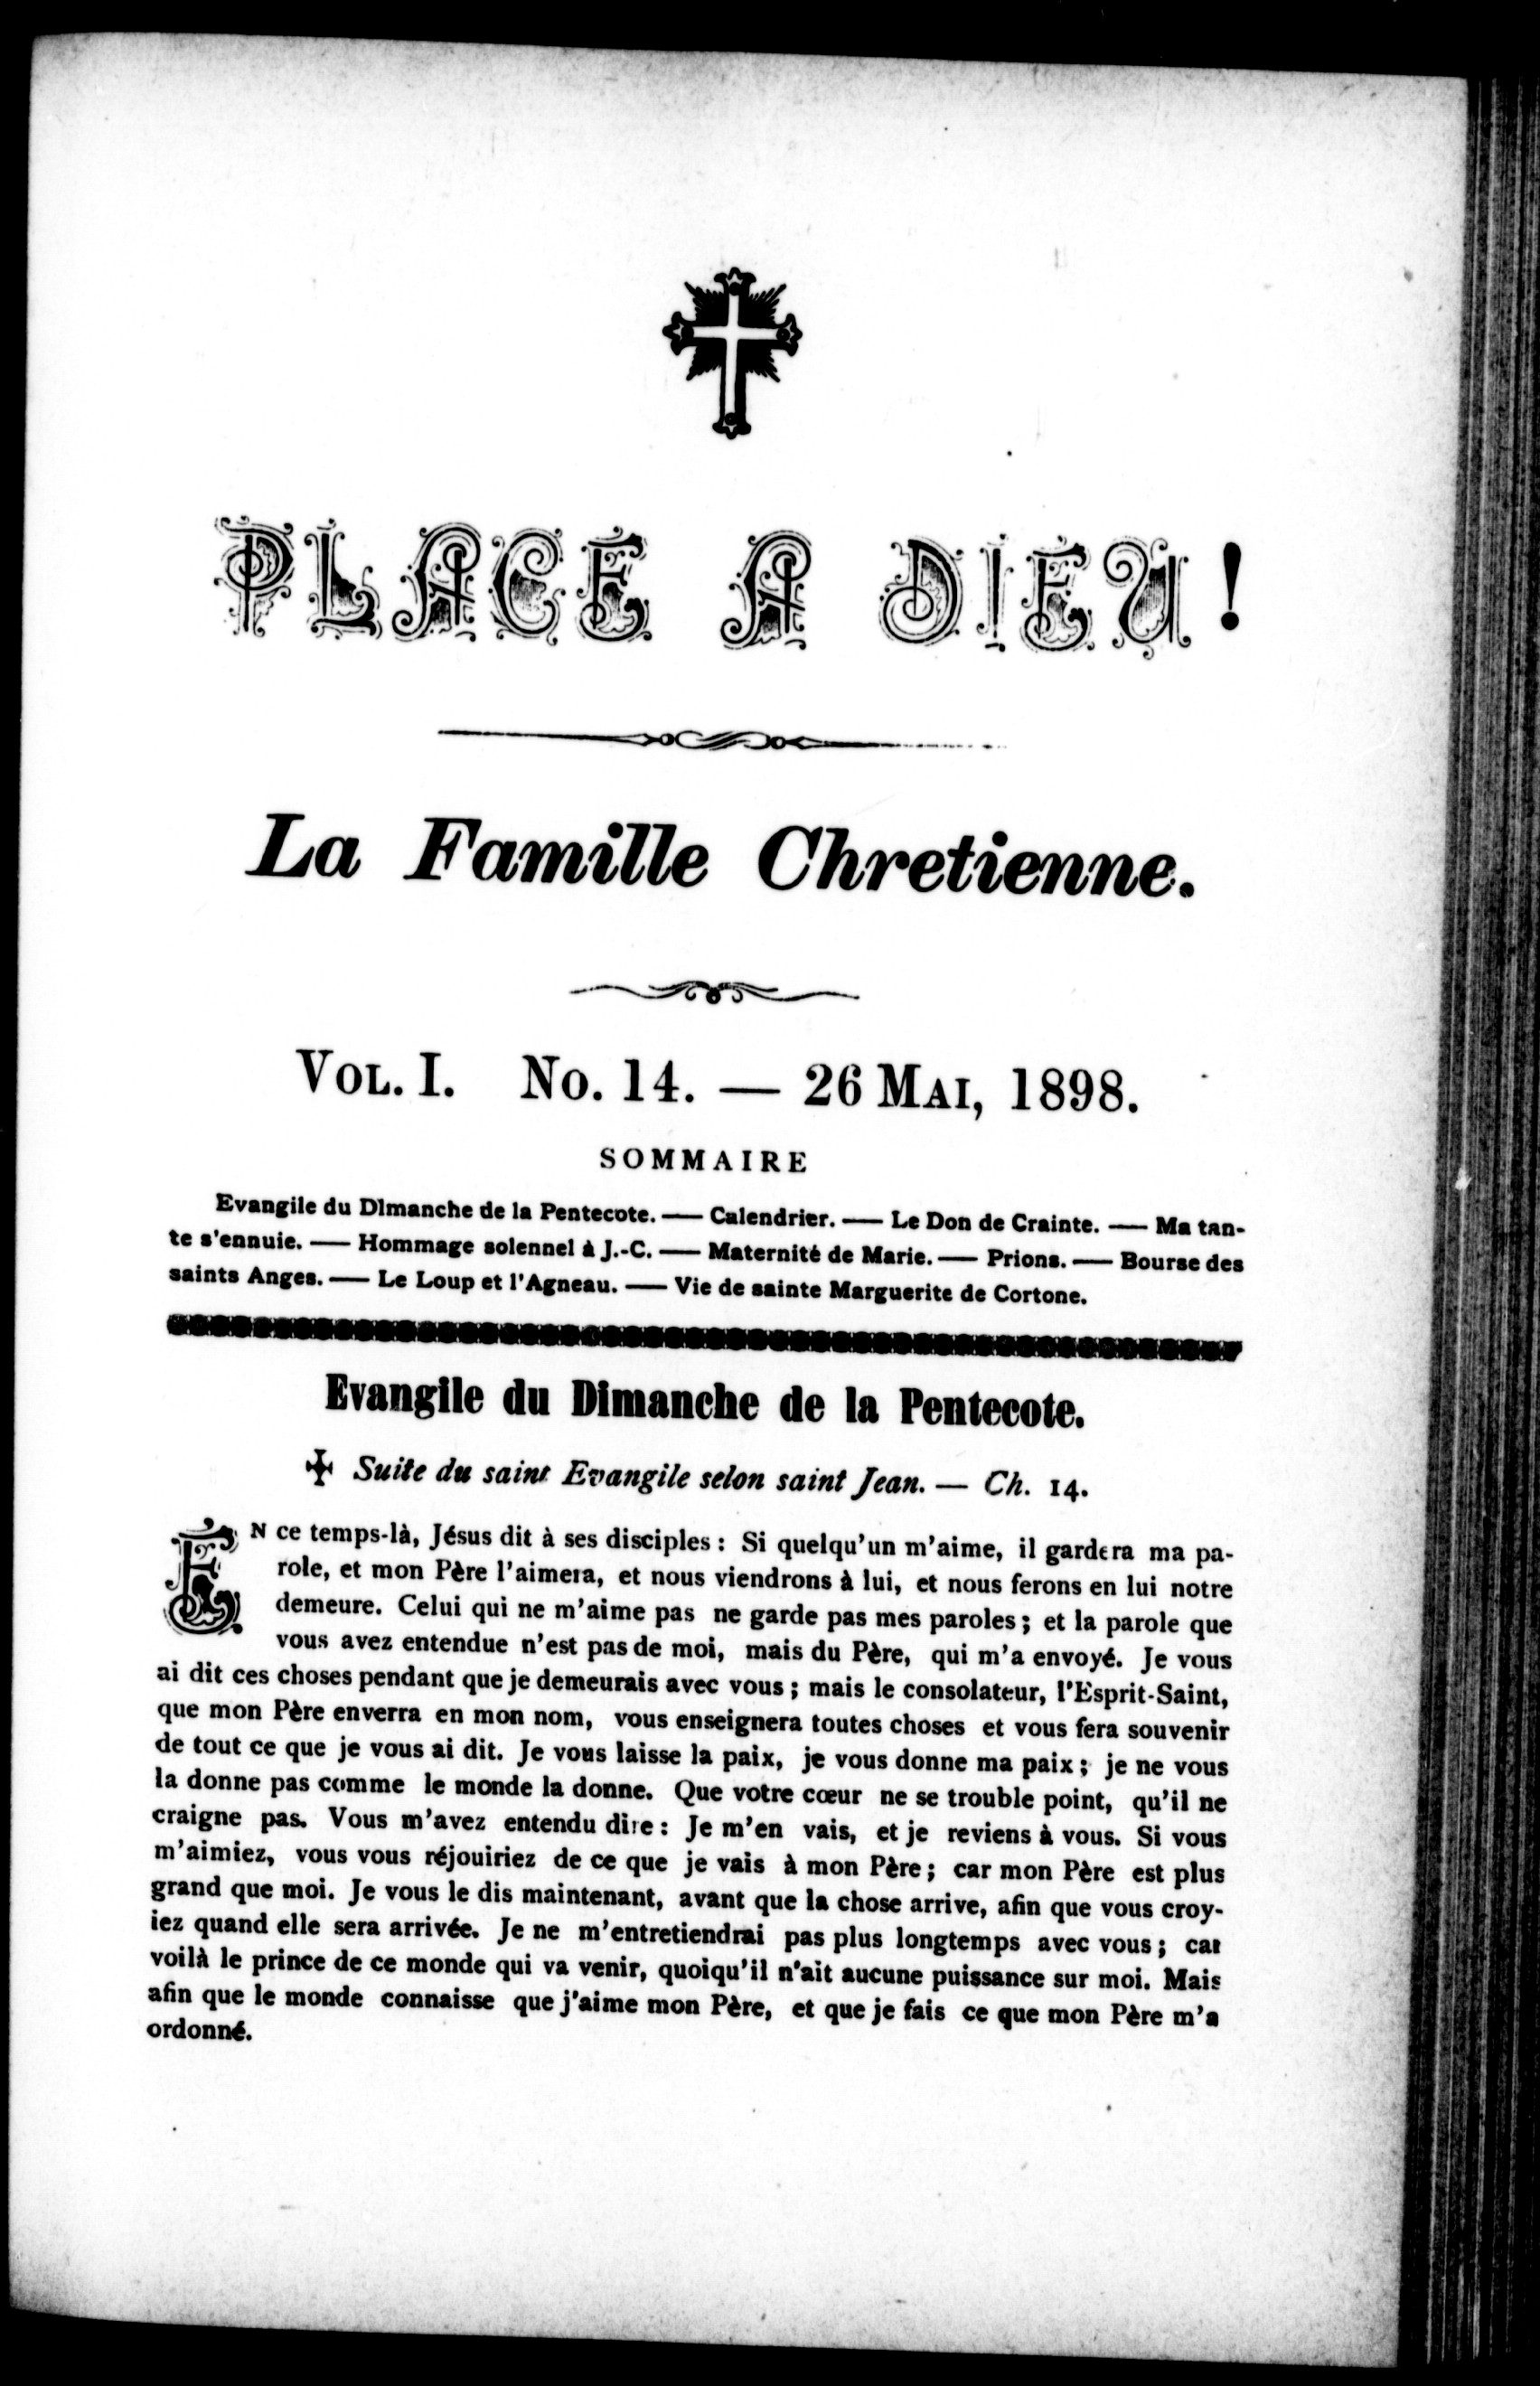 PLACE A DIEU !
La Famille Chretienne.
VOL. I. No. 14. — 26 MAI, 1898.
SOMMAIRE
Evangile du Dimanche de la Pentecote. — Calendrier. — Le Don de Crainte. — Ma tan-
te s'ennuie. — Hommage solennel à J.-C. — Maternité de Marie. — Prions. — Bourse des
saints Anges. — Le Loup et l'Agneau. — Vie de sainte Marguerite de Cortone.
Evangile du Dimanche de la Pentecote.
✠ Suite du saint Evangile selon saint Jean. — Ch. 14.
EN ce temps-là, Jésus dit à ses disciples : Si quelqu'un m'aime, il gardera ma pa-
role, et mon Père l'aimera, et nous viendrons à lui, et nous ferons en lui notre
demeure. Celui qui ne m'aime pas ne garde pas mes paroles ; et la parole que
vous avez entendue n'est pas de moi, mais du Père, qui m'a envoyé. Je vous
ai dit ces choses pendant que je demeurais avec vous ; mais le consolateur, l'Esprit-Saint,
que mon Père enverra en mon nom, vous enseignera toutes choses et vous fera souvenir
de tout ce que je vous ai dit. Je vous laisse la paix, je vous donne ma paix ; je ne vous
la donne pas comme le monde la donne. Que votre cœur ne se trouble point, qu'il ne
craigne pas. Vous m'avez entendu dire : Je m'en vais, et je reviens à vous. Si vous
m'aimiez, vous vous réjouiriez de ce que je vais à mon Père ; car mon Père est plus
grand que moi. Je vous le dis maintenant, avant que la chose arrive, afin que vous croy-
iez quand elle sera arrivée. Je ne m'entretiendrai pas plus longtemps avec vous ; car
voilà le prince de ce monde qui va venir, quoiqu'il n'ait aucune puissance sur moi. Mais
afin que le monde connaisse que j'aime mon Père, et que je fais ce que mon Père m'a
ordonné.